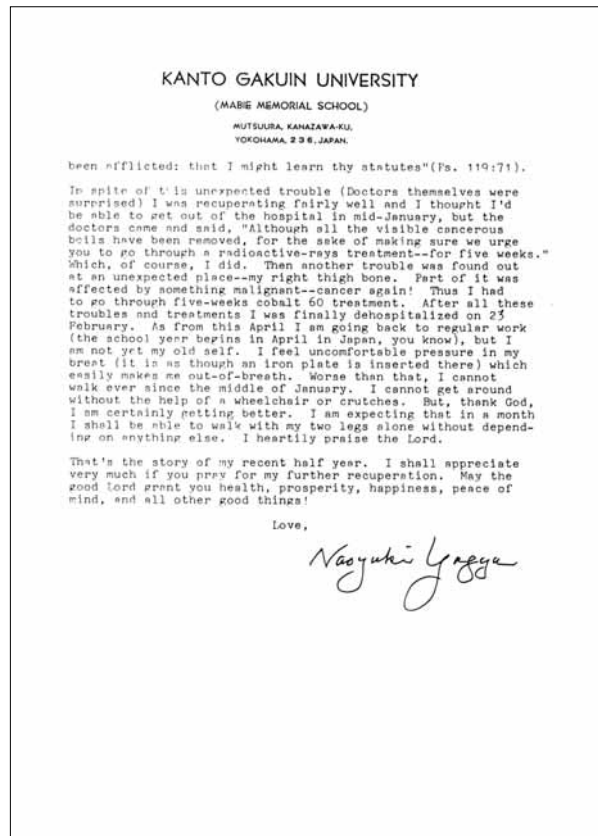 KANTO GAKUIN UNIVERSITY
(MABIE MEMORIAL SCHOOL)
MUTSUURA, KANAZAWA-KU,
YOKOHAMA, 236, JAPAN.
been afflicted: that I might learn thy statutes"(Ps. 119:71).
In spite of this unexpected trouble (Doctors themselves were
surprised) I was recuperating fairly well and I thought I'd
be able to get out of the hospital in mid-January, but the
doctors came and said, "Although all the visible cancerous
boils have been removed, for the sake of making sure we urge
you to go through a radioactive-rays treatment--for five weeks."
Which, of course, I did. Then another trouble was found out
at an unexpected place--my right thigh bone. Part of it was
affected by something malignant--cancer again! Thus I had
to go through five-weeks cobalt 60 treatment. After all these
troubles and treatments I was finally dehospitalized on 23
February. As from this April I am going back to regular work
(the school year begins in April in Japan, you know), but I
am not yet my old self. I feel uncomfortable pressure in my
breat (it is as though an iron plate is inserted there) which
easily makes me out-of-breath. Worse than that, I cannot
walk ever since the middle of January. I cannot get around
without the help of a wheelchair or crutches. But, thank God,
I am certainly getting better. I am expecting that in a month
I shall be able to walk with my two legs alone without depend-
ing on anything else. I heartily praise the Lord.
That's the story of my recent half year. I shall appreciate
very much if you pray for my further recuperation. May the
good Lord grant you health, prosperity, happiness, peace of
mind, and all other good things!
Love,
Naoyuki Yagyu